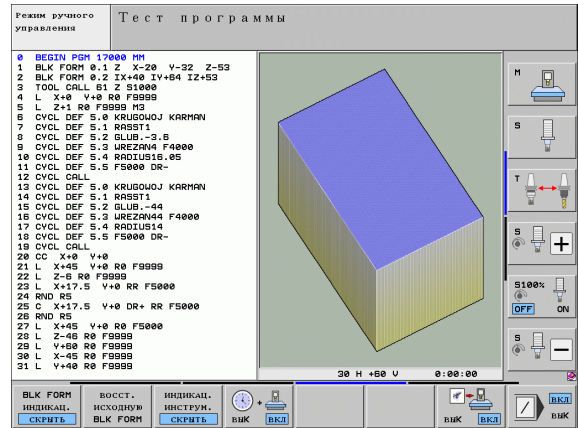 Режим ручного
управления
Тест программы
0 BEGIN PGM 17000 MM
1 BLK FORM 0.1 Z X-20 Y-32 Z-53
2 BLK FORM 0.2 IX+40 IY+64 IZ+53
3 TOOL CALL 61 Z S1000
4 L X+0 Y+0 R0 F9999
5 L Z+1 R0 F9999 M3
6 CYCL DEF 5.0 KRUGOWOJ KARMAN
7 CYCL DEF 5.1 RASST1
8 CYCL DEF 5.2 GLUB.-3.6
9 CYCL DEF 5.3 WREZAN4 F4000
10 CYCL DEF 5.4 RADIUS16.05
11 CYCL DEF 5.5 F5000 DR-
12 CYCL CALL
13 CYCL DEF 5.0 KRUGOWOJ KARMAN
14 CYCL DEF 5.1 RASST1
15 CYCL DEF 5.2 GLUB.-44
16 CYCL DEF 5.3 WREZAN4 F4000
17 CYCL DEF 5.4 RADIUS14
18 CYCL DEF 5.5 F5000 DR-
19 CYCL CALL
20 CC X+0 Y+0
21 L X+45 Y+0 R0 F9999
22 L Z-6 R0 F9999
23 L X+17.5 Y+0 RR F5000
24 RND R5
25 C X+17.5 Y+0 DR+ RR F5000
26 RND R5
27 L X+45 Y+0 R0 F5000
28 L Z-46 R0 F9999
29 L Y+60 R0 F9999
30 L X-45 R0 F9999
31 L Y+40 R0 F9999
30 H +60 V 0:00:00
M
S
T
S
+
S100%
OFF ON
S
-
BLK FORM
ИНДИКАЦ.
СКРЫТЬ
ВОССТ.
ИСХОДНУЮ
BLK FORM
ИНДИКАЦ.
ИНСТРУМ.
СКРЫТЬ
ВЫК ВКЛ
ВЫК ВКЛ
ВКЛ
ВЫК